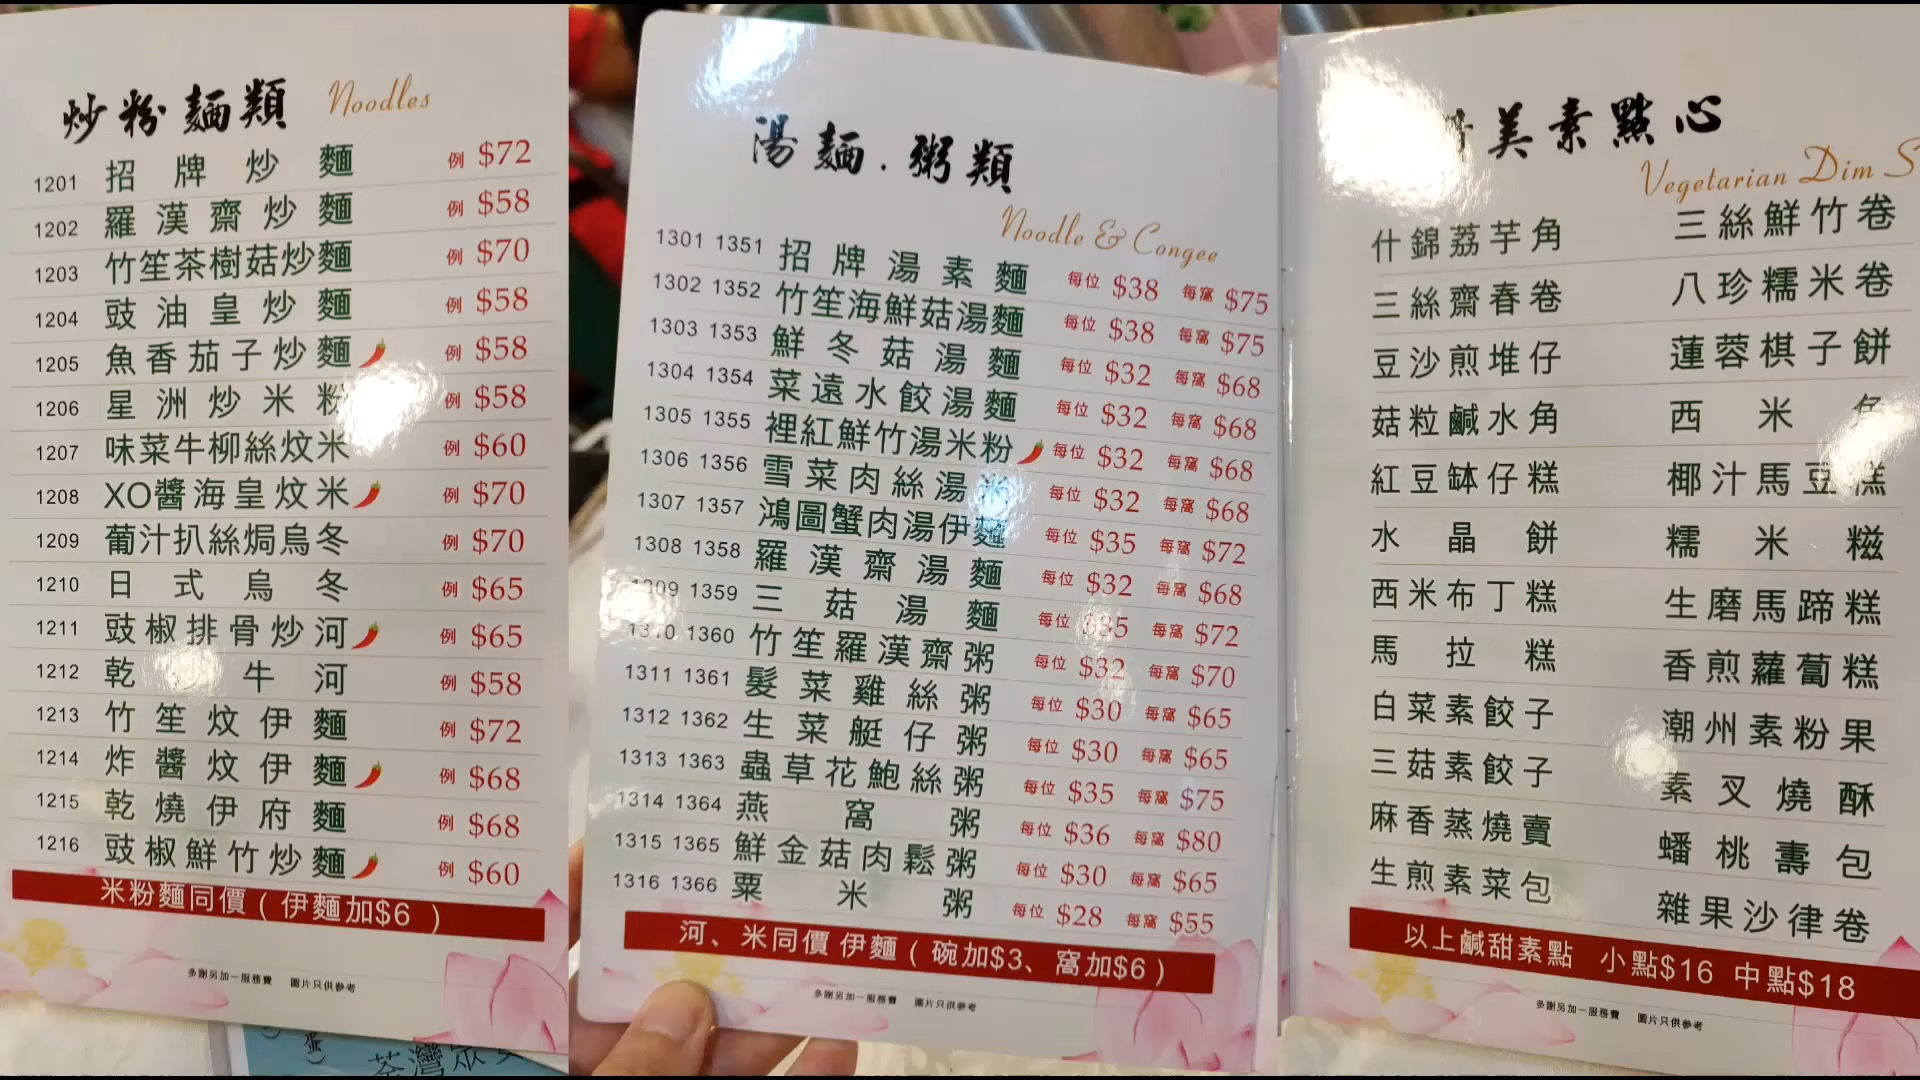 炒粉麵類 Noodles
1201 招牌炒麵 例 $72
1202 羅漢齋炒麵 例 $58
1203 竹笙茶樹菇炒麵 例 $70
1204 豉油皇炒麵 例 $58
1205 魚香茄子炒麵 例 $58
1206 星洲炒米粉 例 $58
1207 味菜牛柳絲炆米 例 $60
1208 XO醬海皇炆米 例 $70
1209 葡汁扒絲焗烏冬 例 $70
1210 日式烏冬 例 $65
1211 豉椒排骨炒河 例 $65
1212 乾炒牛河 例 $58
1213 竹笙炆伊麵 例 $72
1214 炸醬炆伊麵 例 $68
1215 乾燒伊府麵 例 $68
1216 豉椒鮮竹炒麵 例 $60
米粉麵同價 ( 伊麵加$6 )
多謝另加一服務費 圖片只供參考
湯麵.粥類
Noodle & Congee
1301 1351 招牌湯素麵 每位 $38 每窩 $75
1302 1352 竹笙海鮮菇湯麵 每位 $38 每窩 $75
1303 1353 鮮冬菇湯麵 每位 $32 每窩 $68
1304 1354 菜遠水餃湯麵 每位 $32 每窩 $68
1305 1355 裡紅鮮竹湯米粉 每位 $32 每窩 $68
1306 1356 雪菜肉絲湯米 每位 $32 每窩 $68
1307 1357 鴻圖蟹肉湯伊麵 每位 $35 每窩 $72
1308 1358 羅漢齋湯麵 每位 $32 每窩 $68
1309 1359 三菇湯麵 每位 $35 每窩 $72
1310 1360 竹笙羅漢齋粥 每位 $32 每窩 $70
1311 1361 髮菜雞絲粥 每位 $30 每窩 $65
1312 1362 生菜艇仔粥 每位 $30 每窩 $65
1313 1363 蟲草花鮑絲粥 每位 $35 每窩 $75
1314 1364 燕窩粥 每位 $36 每窩 $80
1315 1365 鮮金菇肉鬆粥 每位 $30 每窩 $65
1316 1366 粟米粥 每位 $28 每窩 $55
河、米同價 伊麵 ( 碗加$3、窩加$6 )
多謝另加一服務費 圖片只供參考
美素點心
Vegetarian Dim S
什錦荔芋角 三絲鮮竹卷
三絲齋春卷 八珍糯米卷
豆沙煎堆仔 蓮蓉棋子餅
菇粒鹹水角 西米角
紅豆缽仔糕 椰汁馬豆糕
水晶餅 糯米糍
西米布丁糕 生磨馬蹄糕
馬拉糕 香煎蘿蔔糕
白菜素餃子 潮州素粉果
三菇素餃子 素叉燒酥
麻香蒸燒賣 蟠桃壽包
生煎素菜包 雜果沙律卷
以上鹹甜素點 小點$16 中點$18
多謝另加一服務費 圖片只供參考